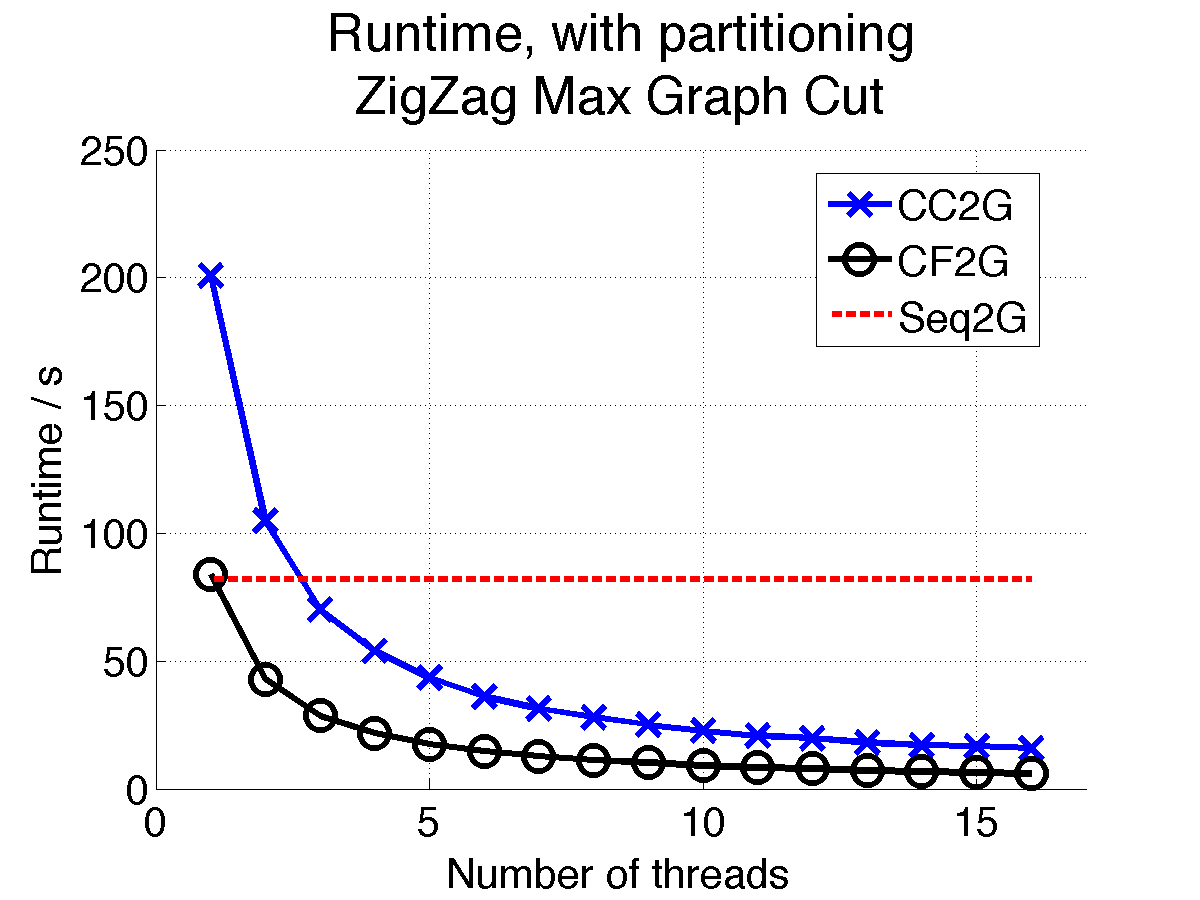 Runtime, with partitioning
ZigZag Max Graph Cut
250
200
150
100
50
0
Runtime / s
CC2G
CF2G
Seq2G
0 5 10 15
Number of threads